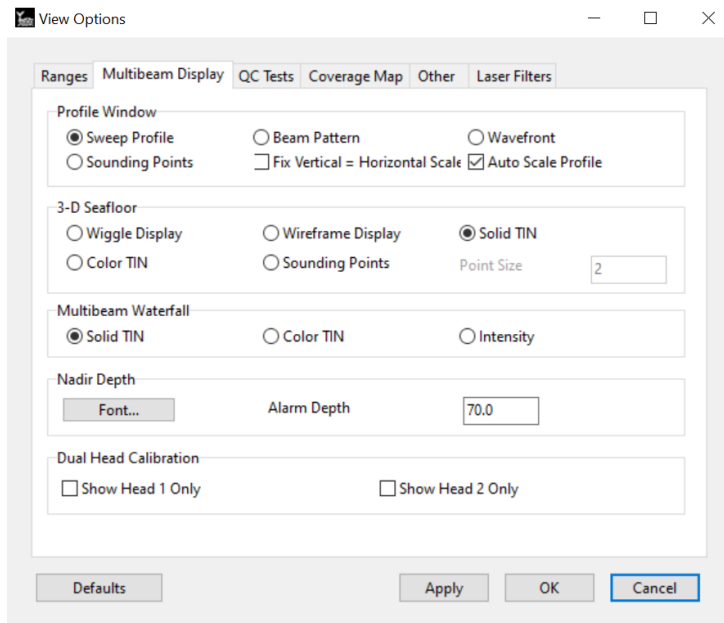 View Options
Ranges Multibeam Display QC Tests Coverage Map Other Laser Filters
Profile Window
Sweep Profile Beam Pattern Wavefront
Sounding Points Fix Vertical = Horizontal Scale Auto Scale Profile
3-D Seafloor
Wiggle Display Wireframe Display Solid TIN
Color TIN Sounding Points Point Size 2
Multibeam Waterfall
Solid TIN Color TIN Intensity
Nadir Depth
Font... Alarm Depth 70.0
Dual Head Calibration
Show Head 1 Only Show Head 2 Only
Defaults Apply OK Cancel